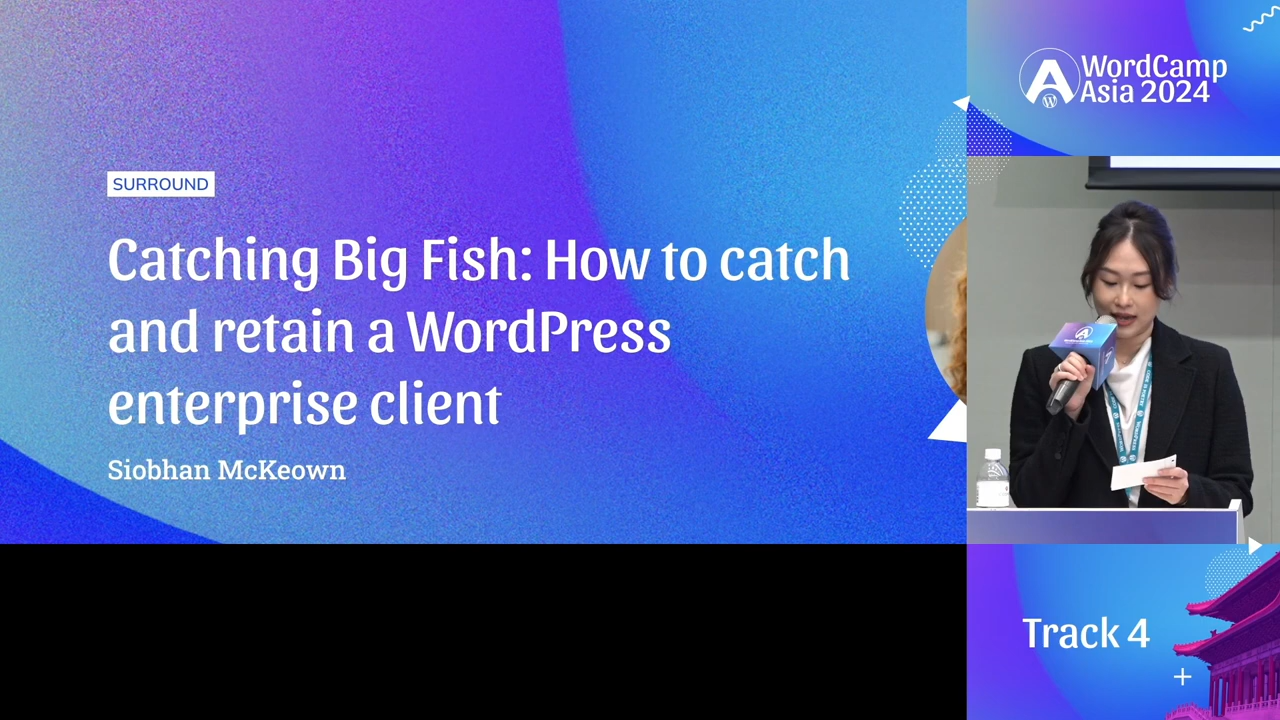 SURROUND
Catching Big Fish: How to catch
and retain a WordPress
enterprise client
Siobhan McKeown
WordCamp
Asia 2024
Track 4